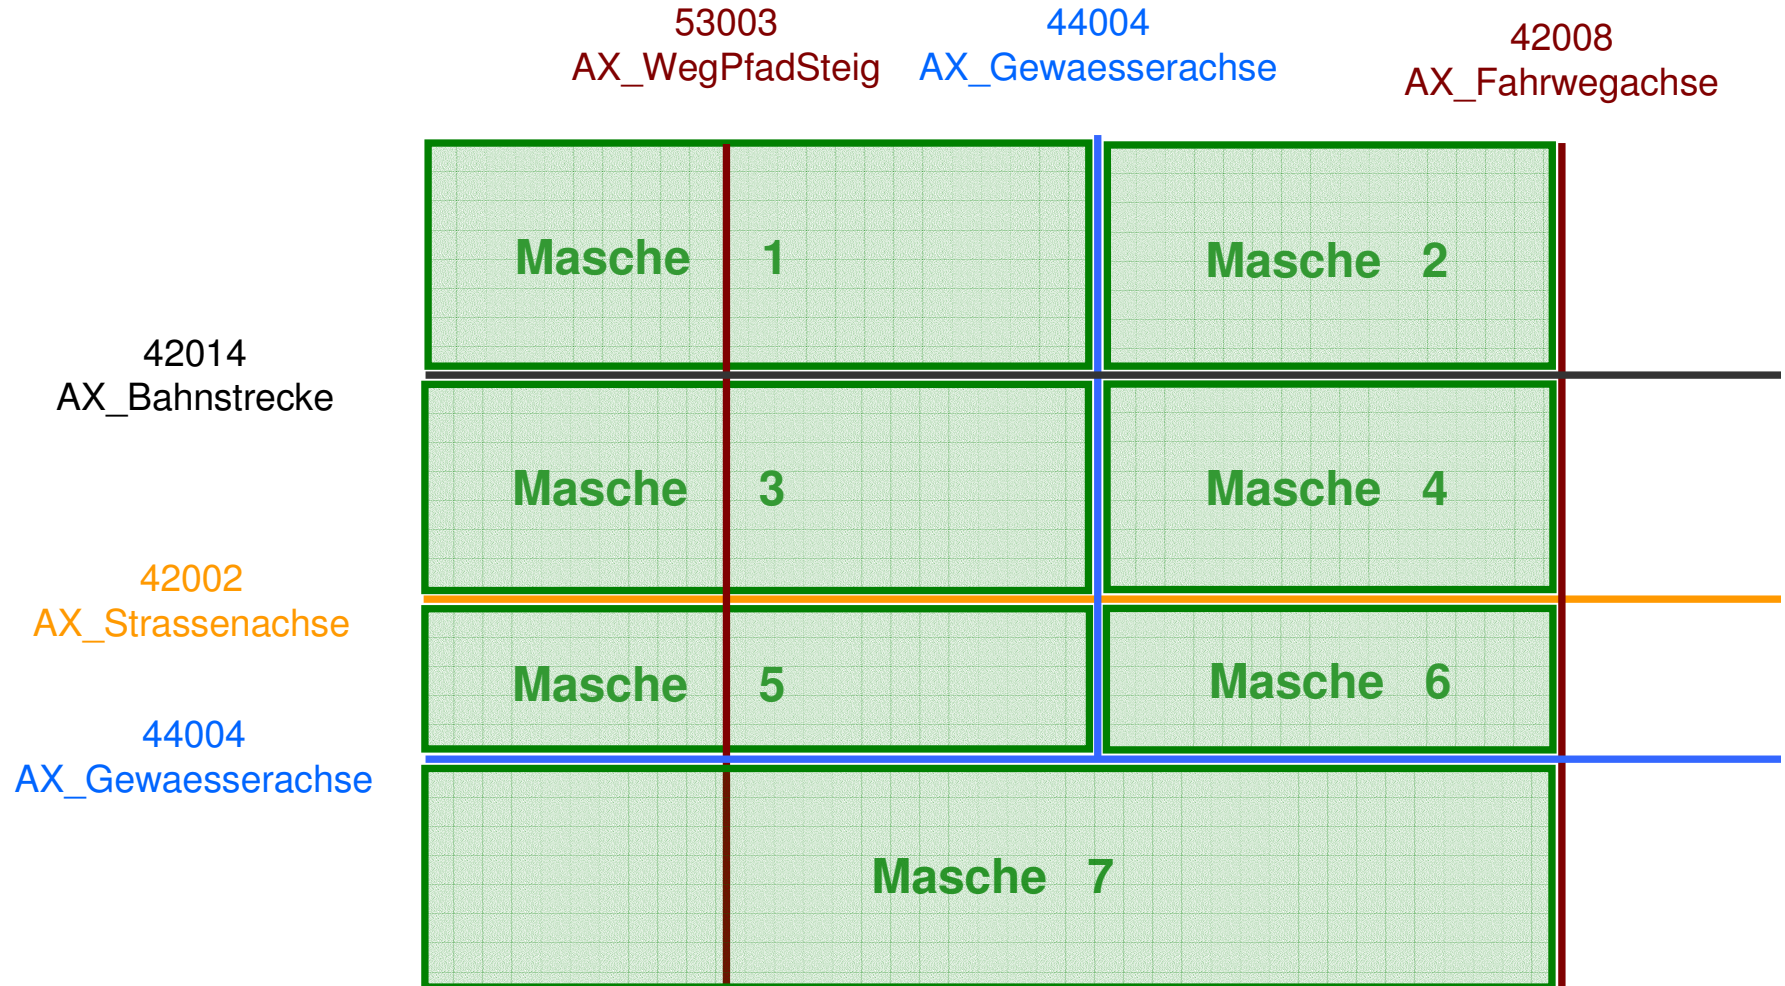 53003
AX_WegPfadSteig
44004
AX_Gewaesserachse
42008
AX_Fahrwegachse
Masche 1
Masche 2
42014
AX_Bahnstrecke
Masche 3
Masche 4
42002
AX_Strassenachse
Masche 5
Masche 6
44004
AX_Gewaesserachse
Masche 7